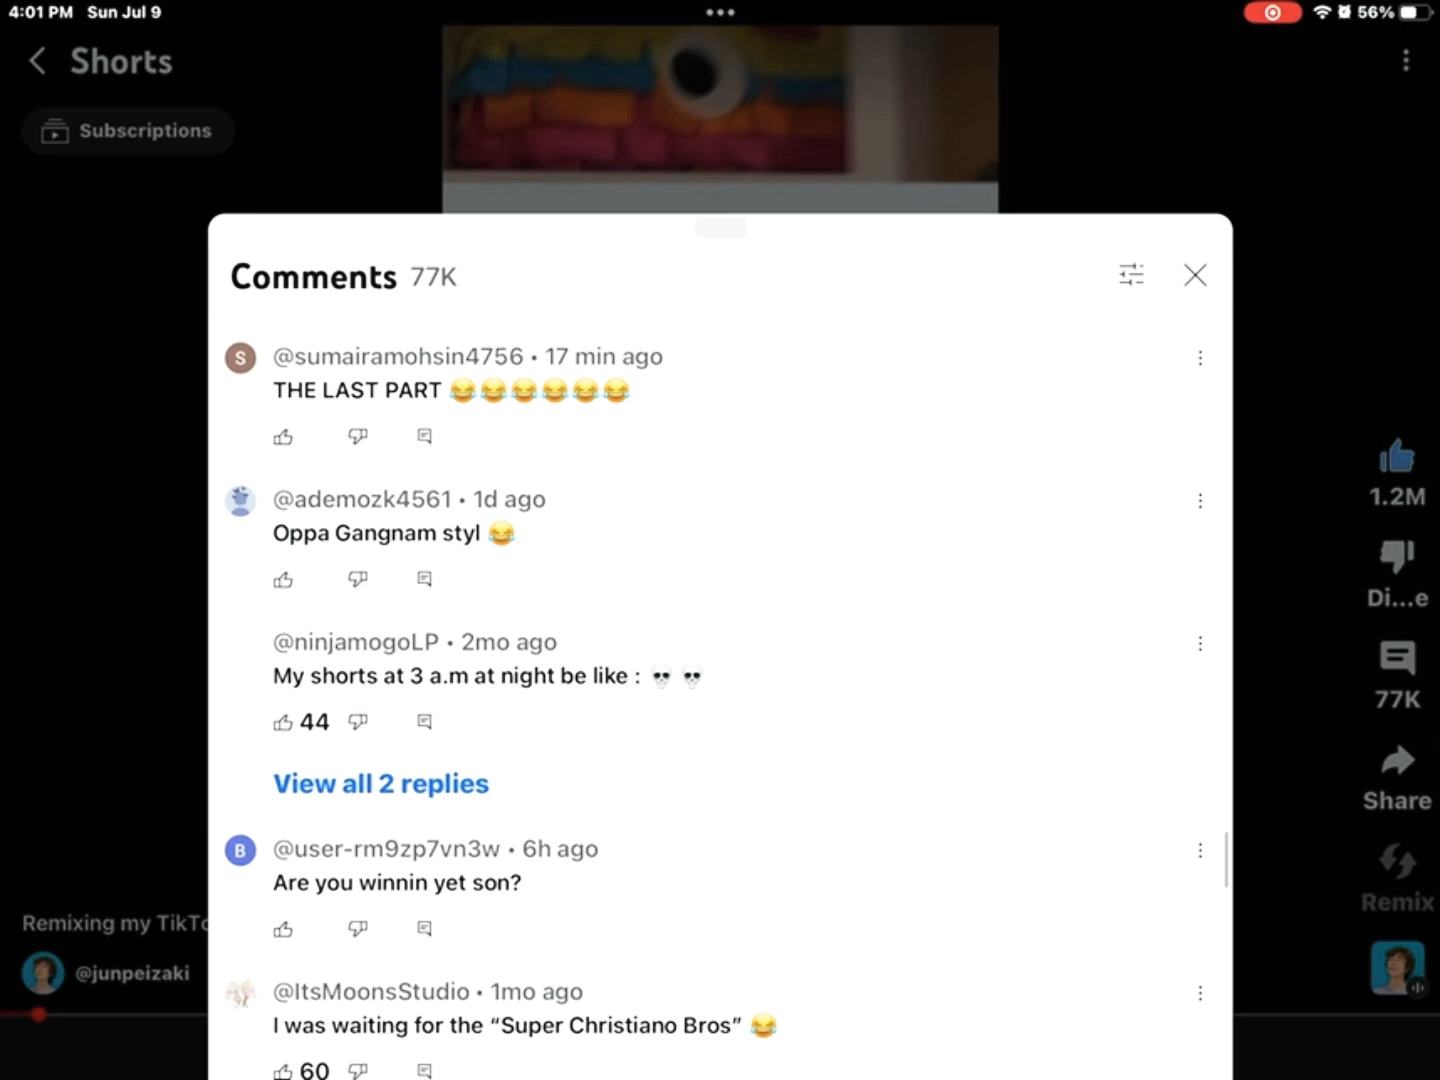 4:01 PM Sun Jul 9
56%
Shorts
Subscriptions
Comments 77K
@sumairamohsin4756 • 17 min ago
THE LAST PART 😂😂😂😂😂😂
@ademozk4561 • 1d ago
Oppa Gangnam styl 😂
@ninjamogoLP • 2mo ago
My shorts at 3 a.m at night be like : 💀 💀
44
View all 2 replies
B
@user-rm9zp7vn3w • 6h ago
Are you winnin yet son?
@ItsMoonsStudio • 1mo ago
I was waiting for the “Super Christiano Bros” 😂
60
S
1.2M
Di...e
77K
Share
Remix
Remixing my TikTo
@junpeizaki